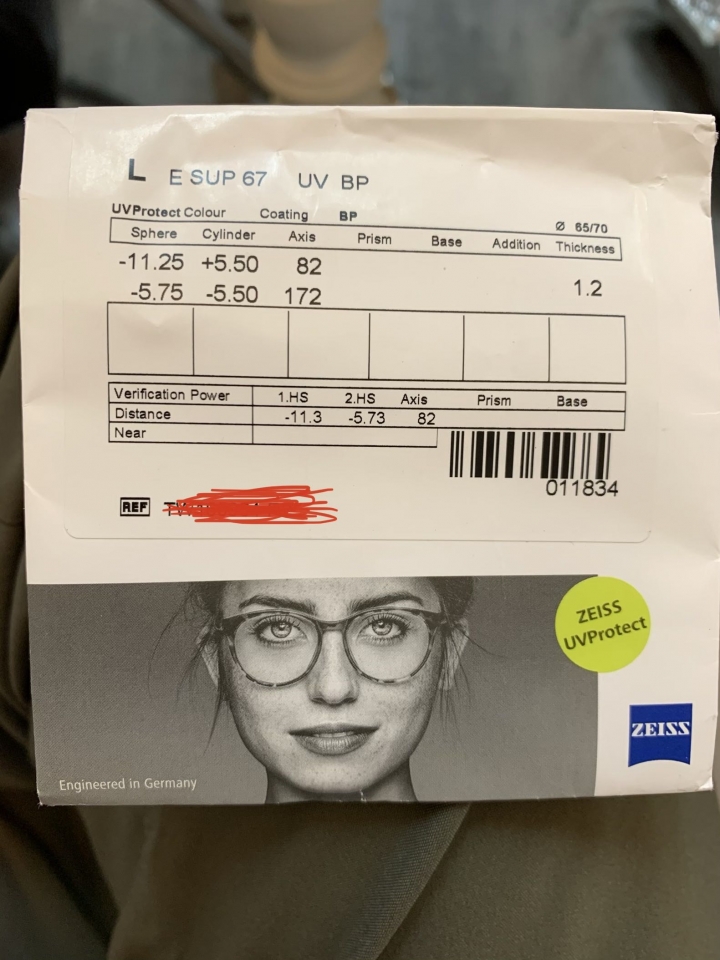 L E SUP 67 UV BP
UVProtect Colour Coating BP Ø 65/70
Sphere Cylinder Axis Prism Base Addition Thickness
-11.25 +5.50 82
-5.75 -5.50 172 1.2
Verification Power 1.HS 2.HS Axis Prism Base
Distance -11.3 -5.73 82
Near
011834
REF
ZEISS
UVProtect
ZEISS
Engineered in Germany